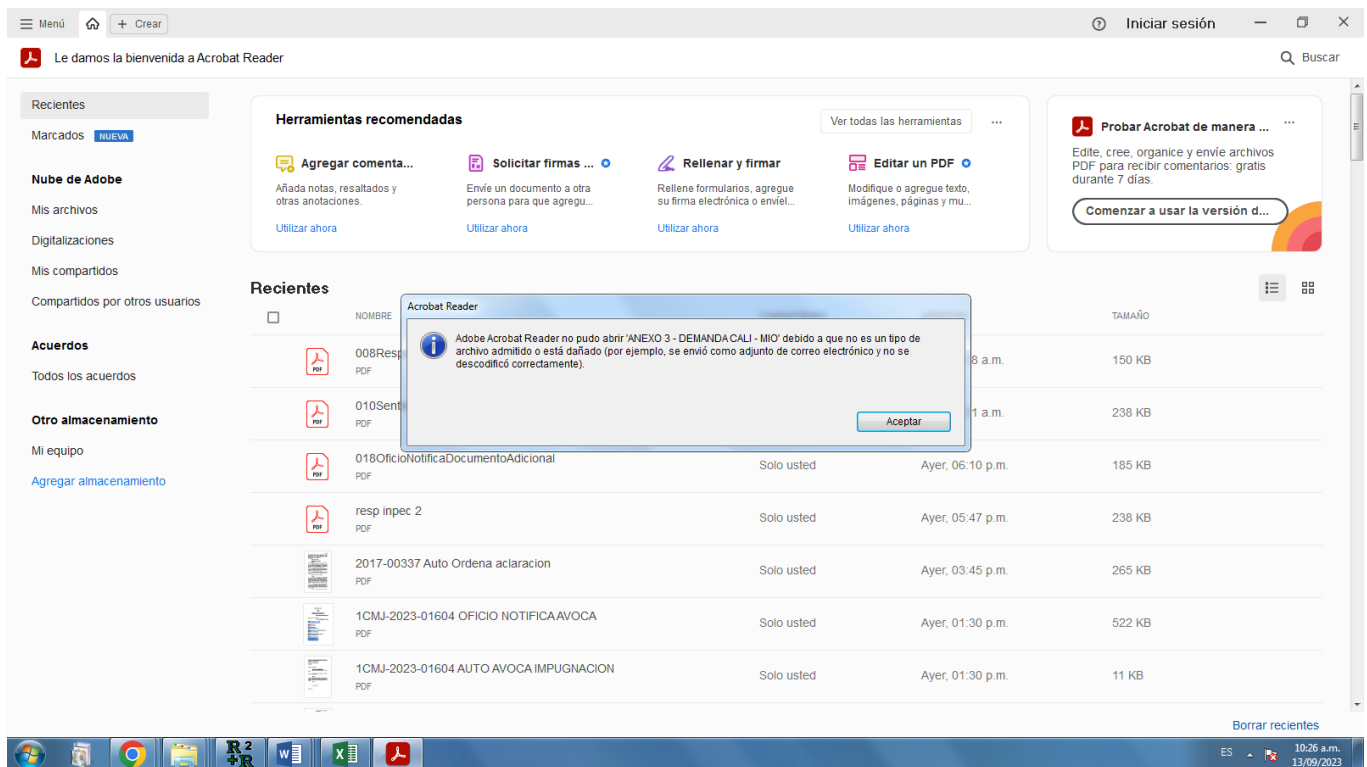 Menú
+ Crear
Iniciar sesión
Le damos la bienvenida a Acrobat Reader
Buscar
Recientes
Marcados NUEVA
Nube de Adobe
Mis archivos
Digitalizaciones
Mis compartidos
Compartidos por otros usuarios
Acuerdos
Todos los acuerdos
Otro almacenamiento
Mi equipo
Agregar almacenamiento
Herramientas recomendadas
Ver todas las herramientas
...
Agregar comenta...
Añada notas, resaltados y
otras anotaciones.
Utilizar ahora
Solicitar firmas ...
Envíe un documento a otra
persona para que agregu...
Utilizar ahora
Rellenar y firmar
Rellene formularios, agregue
su firma electrónica o envíel...
Utilizar ahora
Editar un PDF
Modifique o agregue texto,
imágenes, páginas y mu...
Utilizar ahora
Probar Acrobat de manera ...
...
Edite, cree, organice y envíe archivos
PDF para recibir comentarios: gratis
durante 7 días.
Comenzar a usar la versión d...
Recientes
NOMBRE
TAMAÑO
Acrobat Reader
Adobe Acrobat Reader no pudo abrir 'ANEXO 3 - DEMANDA CALI - MIO' debido a que no es un tipo de
archivo admitido o está dañado (por ejemplo, se envió como adjunto de correo electrónico y no se
descodificó correctamente).
Aceptar
008Resp
PDF
8 a.m.
150 KB
010Sent
PDF
1 a.m.
238 KB
018OficioNotificaDocumentoAdicional
PDF
Solo usted
Ayer, 06:10 p.m.
185 KB
resp inpec 2
PDF
Solo usted
Ayer, 05:47 p.m.
238 KB
2017-00337 Auto Ordena aclaracion
PDF
Solo usted
Ayer, 03:45 p.m.
265 KB
1CMJ-2023-01604 OFICIO NOTIFICA AVOCA
PDF
Solo usted
Ayer, 01:30 p.m.
522 KB
1CMJ-2023-01604 AUTO AVOCA IMPUGNACION
PDF
Solo usted
Ayer, 01:30 p.m.
11 KB
Borrar recientes
R 2
+R
ES
10:26 a.m.
13/09/2023